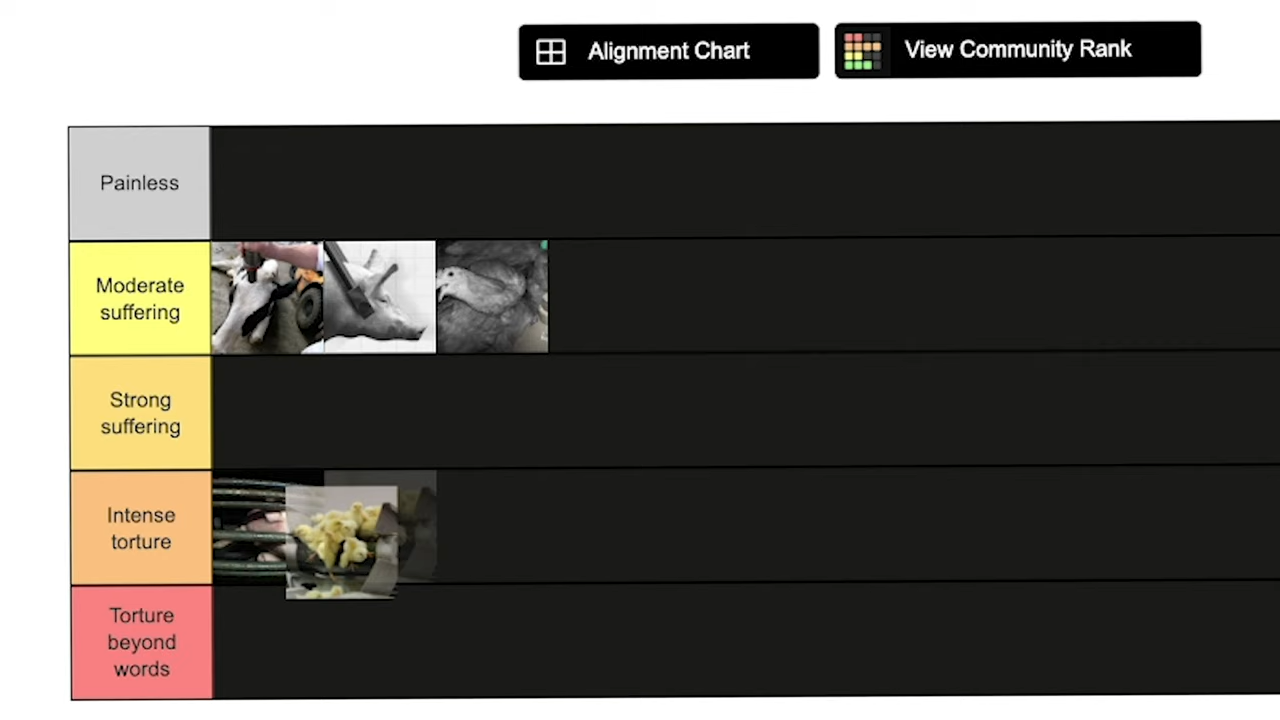 Alignment Chart
View Community Rank
Painless
Moderate
suffering
Strong
suffering
Intense
torture
Torture
beyond
words